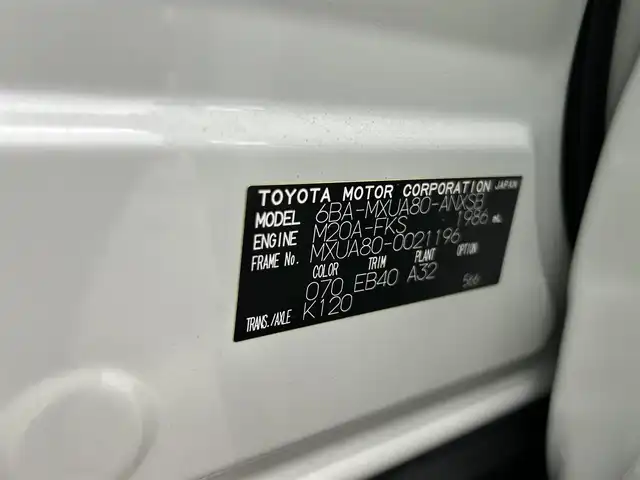 TOYOTA MOTOR CORPORATION JAPAN
MODEL 6BA-MXUA80-ANXSB
ENGINE M20A-FKS 1986 mL
FRAME No. MXUA80-0021196
COLOR TRIM PLANT OPTION
070 EB40 A32
TRANS./AXLE K120 566